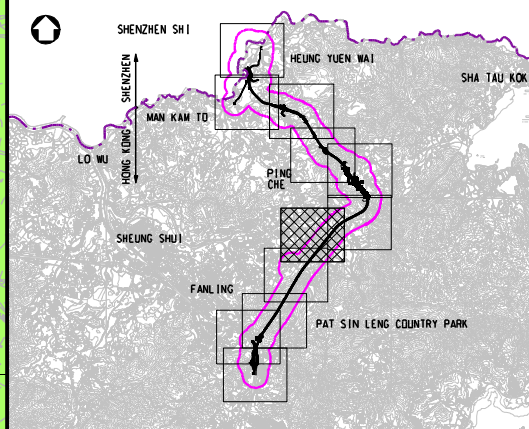 SHENZHEN SHI
HEUNG YUEN WAI
SHENZHEN
SHA TAU KOK
MAN KAM TO
HONG KONG
LO WU
PING
CHE
SHEUNG SHUI
FANLING
PAT SIN LENG COUNTRY PARK